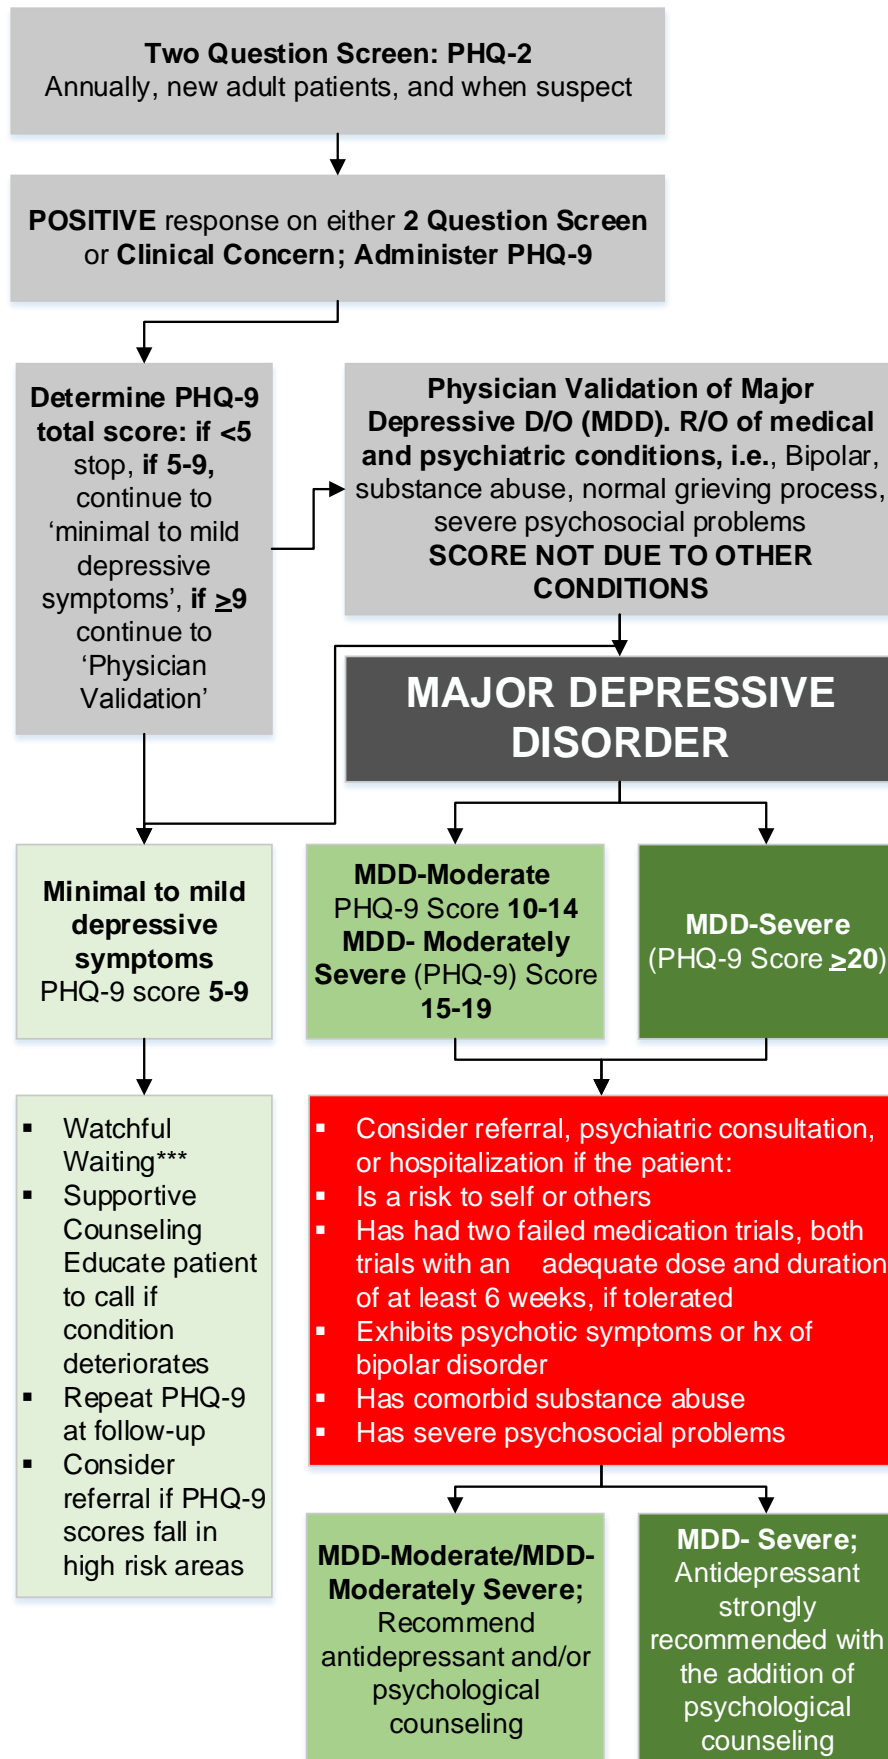 Two Question Screen: PHQ-2
Annually, new adult patients, and when suspect
POSITIVE response on either 2 Question Screen
or Clinical Concern; Administer PHQ-9
Determine PHQ-9
total score: if <5
stop, if 5-9,
continue to
‘minimal to mild
depressive
symptoms’, if ≥9
continue to
‘Physician
Validation’
Physician Validation of Major
Depressive D/O (MDD). R/O of medical
and psychiatric conditions, i.e., Bipolar,
substance abuse, normal grieving process,
severe psychosocial problems
SCORE NOT DUE TO OTHER
CONDITIONS
MAJOR DEPRESSIVE
DISORDER
Minimal to mild
depressive
symptoms
PHQ-9 score 5-9
MDD-Moderate
PHQ-9 Score 10-14
MDD- Moderately
Severe (PHQ-9) Score
15-19
MDD-Severe
(PHQ-9 Score ≥20)
▪ Watchful
Waiting***
▪ Supportive
Counseling
Educate patient
to call if
condition
deteriorates
▪ Repeat PHQ-9
at follow-up
▪ Consider
referral if PHQ-9
scores fall in
high risk areas
▪ Consider referral, psychiatric consultation,
or hospitalization if the patient:
▪ Is a risk to self or others
▪ Has had two failed medication trials, both
trials with an adequate dose and duration
of at least 6 weeks, if tolerated
▪ Exhibits psychotic symptoms or hx of
bipolar disorder
▪ Has comorbid substance abuse
▪ Has severe psychosocial problems
MDD-Moderate/MDD-
Moderately Severe;
Recommend
antidepressant and/or
psychological
counseling
MDD- Severe;
Antidepressant
strongly
recommended with
the addition of
psychological
counseling